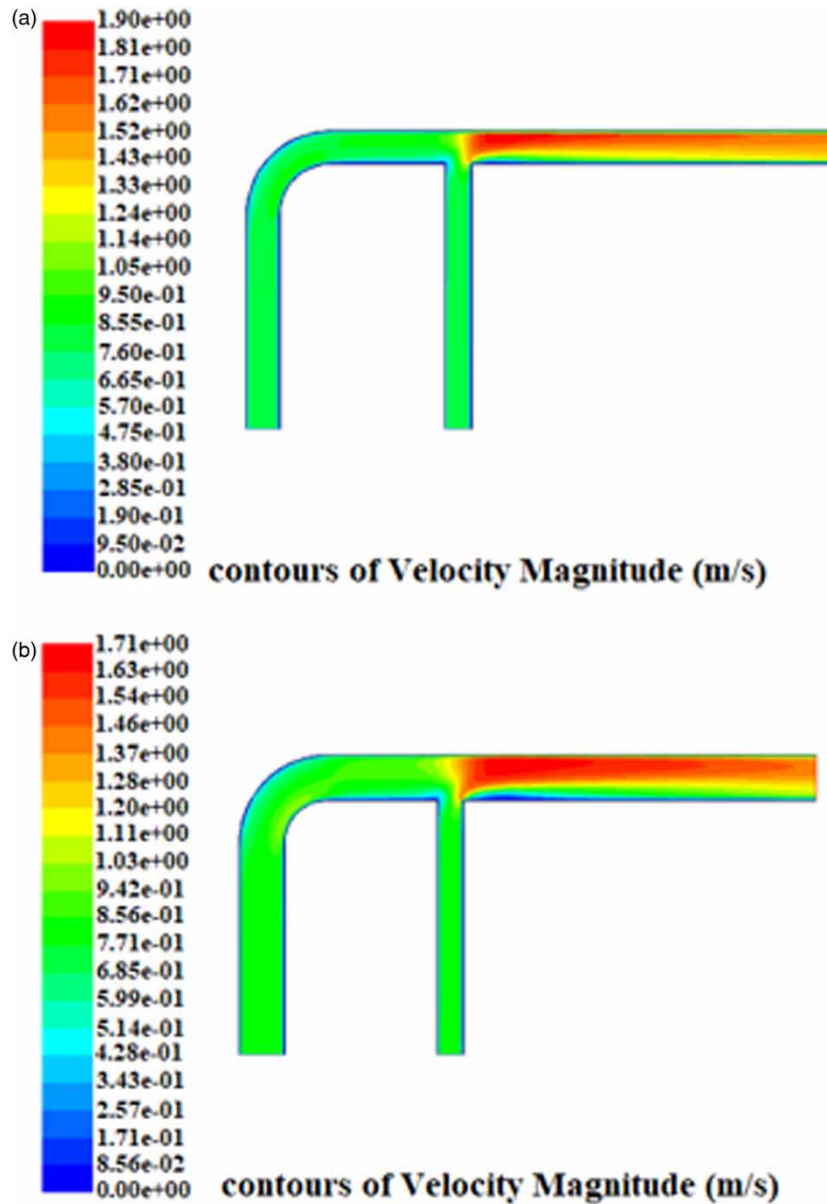 (a)
1.90e+00
1.81e+00
1.71e+00
1.62e+00
1.52e+00
1.43e+00
1.33e+00
1.24e+00
1.14e+00
1.05e+00
9.50e-01
8.55e-01
7.60e-01
6.65e-01
5.70e-01
4.75e-01
3.80e-01
2.85e-01
1.90e-01
9.50e-02
0.00e+00
contours of Velocity Magnitude (m/s)
(b)
1.71e+00
1.63e+00
1.54e+00
1.46e+00
1.37e+00
1.28e+00
1.20e+00
1.11e+00
1.03e+00
9.42e-01
8.56e-01
7.71e-01
6.85e-01
5.99e-01
5.14e-01
4.28e-01
3.43e-01
2.57e-01
1.71e-01
8.56e-02
0.00e+00
contours of Velocity Magnitude (m/s)